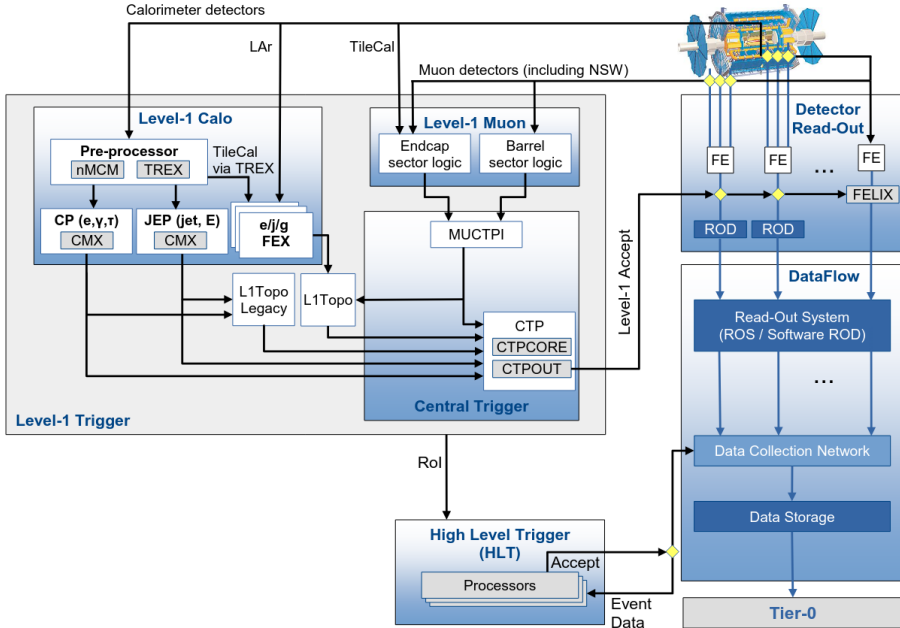 Calorimeter detectors
LAr
TileCal
Muon detectors (including NSW)
Level-1 Calo
Pre-processor
nMCM
TREX
TileCal
via TREX
CP (e,γ,τ)
CMX
JEP (jet, E)
CMX
e/j/g
FEX
Level-1 Muon
Endcap
sector logic
Barrel
sector logic
MUCTPI
L1Topo
Legacy
L1Topo
CTP
CTPCORE
CTPOUT
Central Trigger
Level-1 Trigger
Level-1 Accept
Detector
Read-Out
FE
FE
...
FE
FELIX
ROD
ROD
DataFlow
Read-Out System
(ROS / Software ROD)
...
Data Collection Network
Data Storage
Tier-0
RoI
High Level Trigger
(HLT)
Accept
Processors
Event
Data